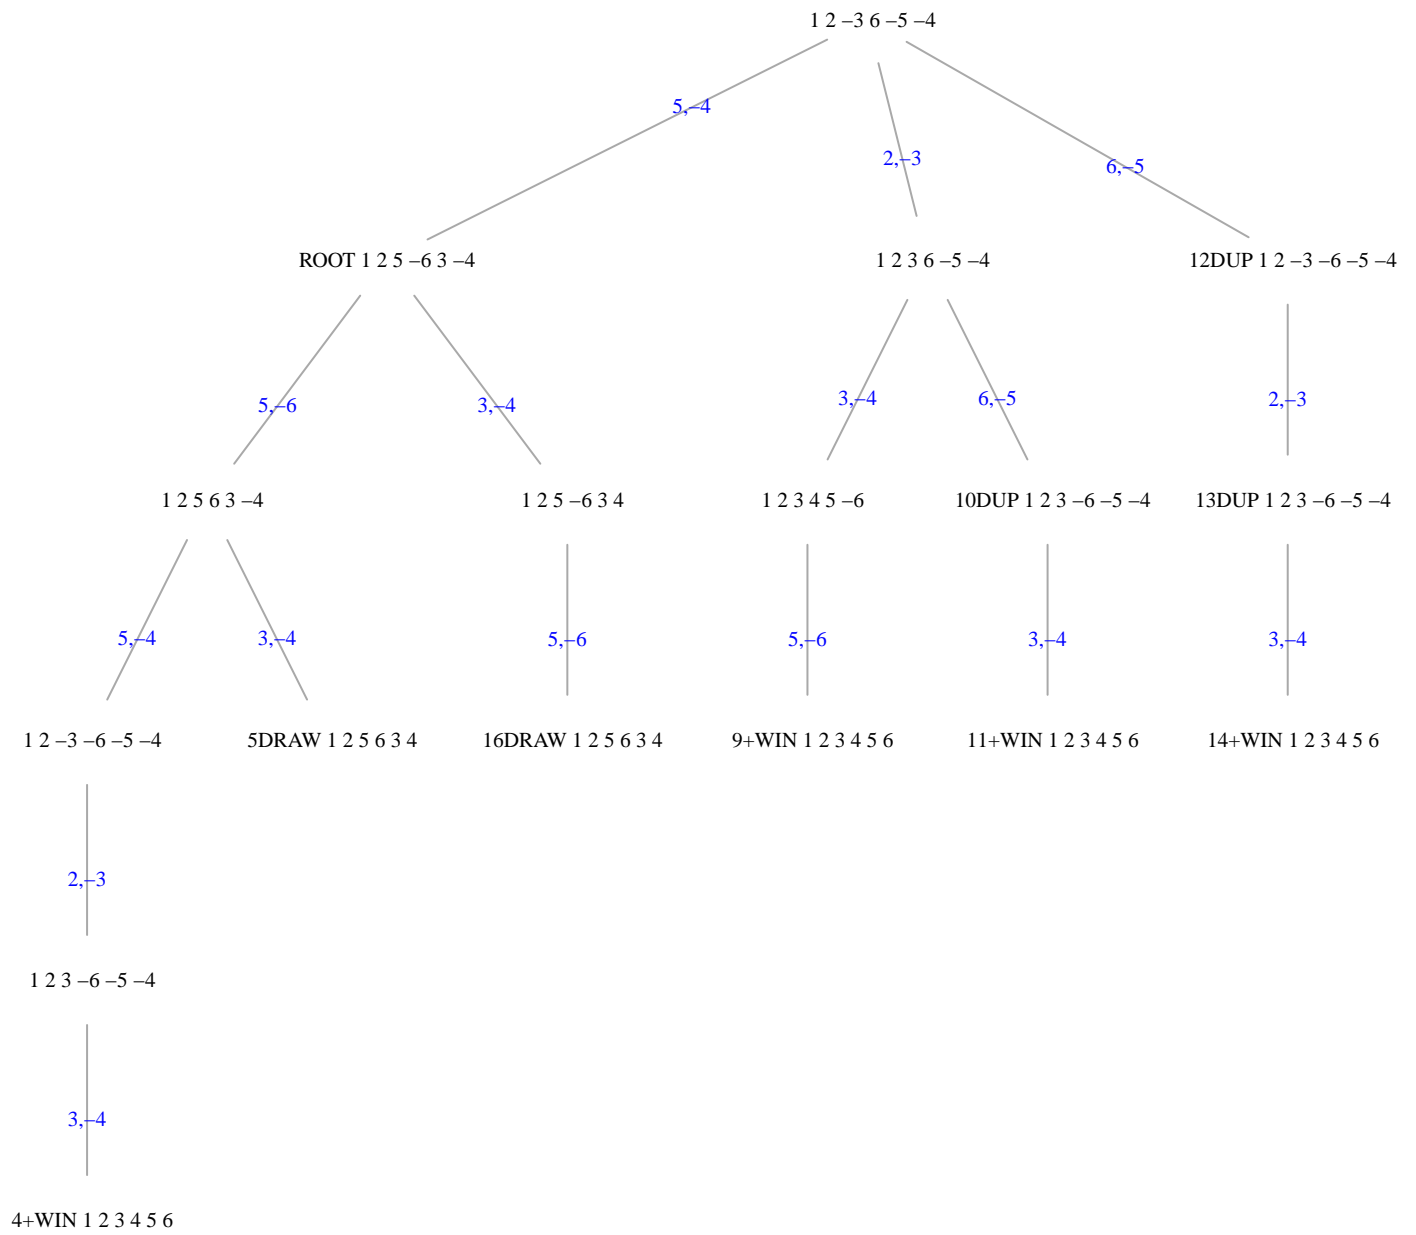 1 2 –3 6 –5 –4
5,–4
2,–3
6,–5
ROOT 1 2 5 –6 3 –4
1 2 3 6 –5 –4
12DUP 1 2 –3 –6 –5 –4
5,–6
3,–4
3,–4
6,–5
2,–3
1 2 5 6 3 –4
1 2 5 –6 3 4
1 2 3 4 5 –6
10DUP 1 2 3 –6 –5 –4
13DUP 1 2 3 –6 –5 –4
5,–4
3,–4
5,–6
5,–6
3,–4
3,–4
1 2 –3 –6 –5 –4
5DRAW 1 2 5 6 3 4
16DRAW 1 2 5 6 3 4
9+WIN 1 2 3 4 5 6
11+WIN 1 2 3 4 5 6
14+WIN 1 2 3 4 5 6
2,–3
1 2 3 –6 –5 –4
3,–4
4+WIN 1 2 3 4 5 6